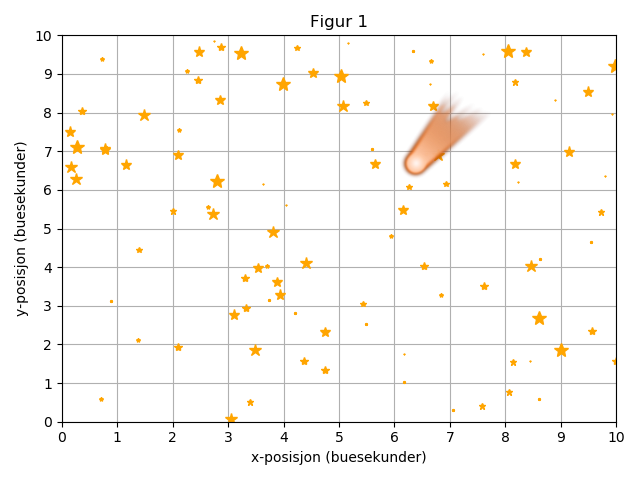 Figur 1
10
9
8
7
6
5
4
3
2
1
0
y-posisjon (buesekunder)
0 1 2 3 4 5 6 7 8 9 10
x-posisjon (buesekunder)